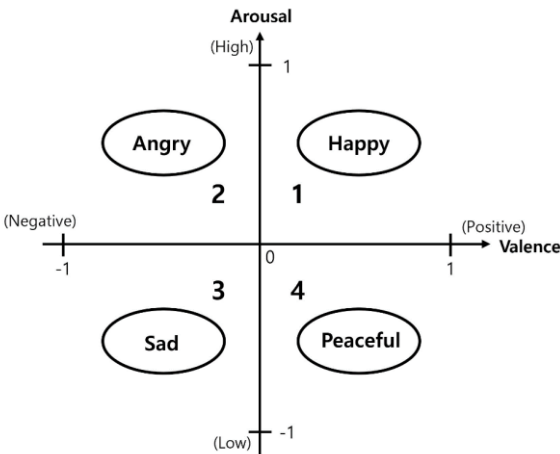 Arousal
(High)
1
Angry
Happy
2
1
(Negative)
(Positive)
Valence
-1
0
1
3
4
Sad
Peaceful
-1
(Low)